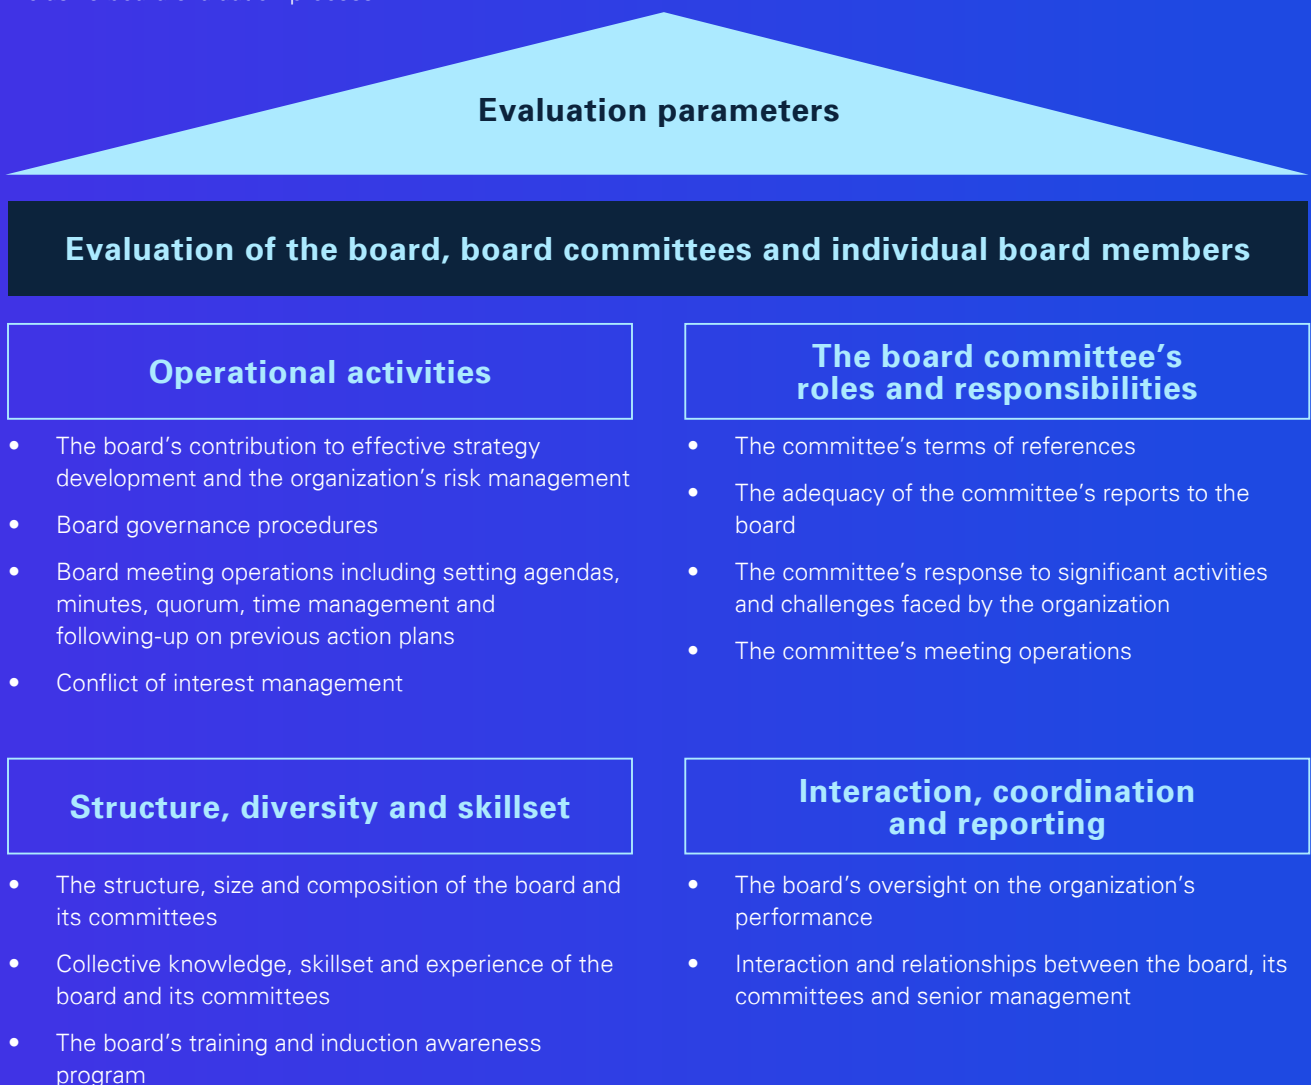 Evaluation parameters
Evaluation of the board, board committees and individual board members
Operational activities
• The board’s contribution to effective strategy
development and the organization’s risk management
• Board governance procedures
• Board meeting operations including setting agendas,
minutes, quorum, time management and
following-up on previous action plans
• Conflict of interest management
The board committee’s
roles and responsibilities
• The committee’s terms of references
• The adequacy of the committee’s reports to the
board
• The committee’s response to significant activities
and challenges faced by the organization
• The committee’s meeting operations
Structure, diversity and skillset
• The structure, size and composition of the board and
its committees
• Collective knowledge, skillset and experience of the
board and its committees
• The board’s training and induction awareness
program
Interaction, coordination
and reporting
• The board’s oversight on the organization’s
performance
• Interaction and relationships between the board, its
committees and senior management